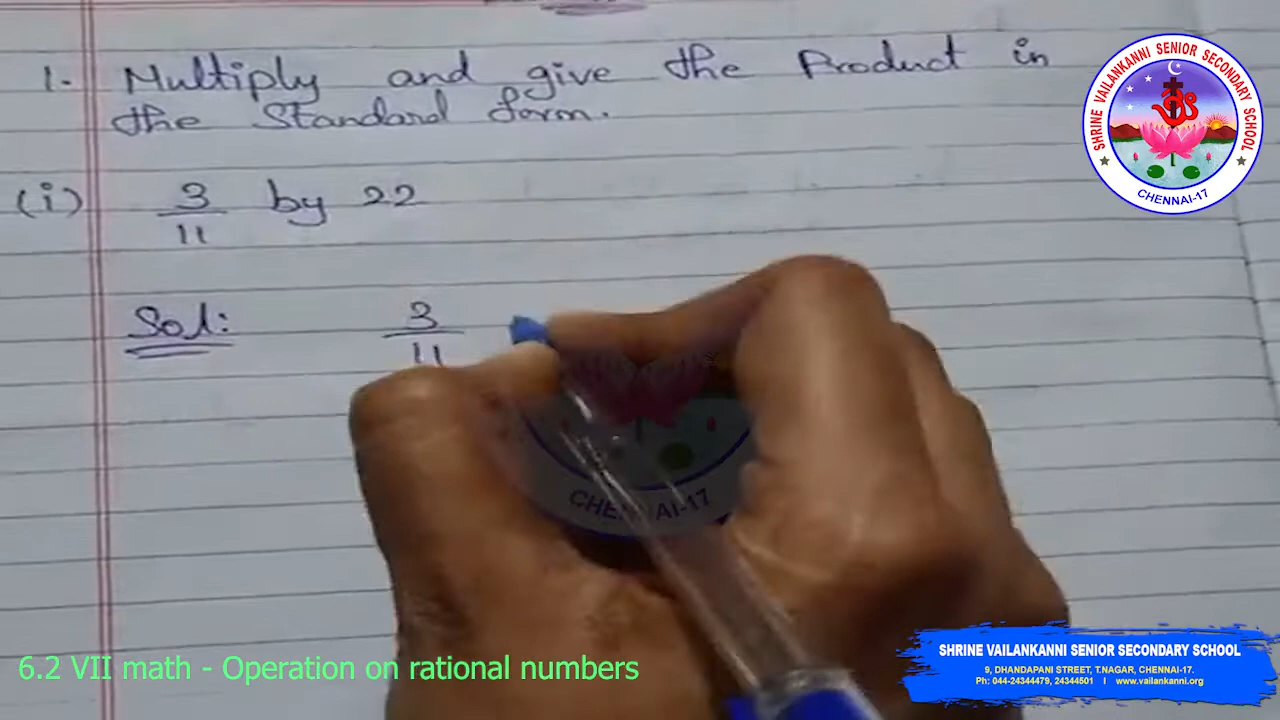 1. Multiply and give the Product in
the Standard form.
(i) 3/11 by 22
Sol: 3/11
SHRINE VAILANKANNI SENIOR SECONDARY SCHOOL
CHENNAI-17
CHENNAI-17
6.2 VII math - Operation on rational numbers
SHRINE VAILANKANNI SENIOR SECONDARY SCHOOL
9, DHANDAPANI STREET, T.NAGAR, CHENNAI-17.
Ph: 044-24344479, 24344501 I www.vailankanni.org